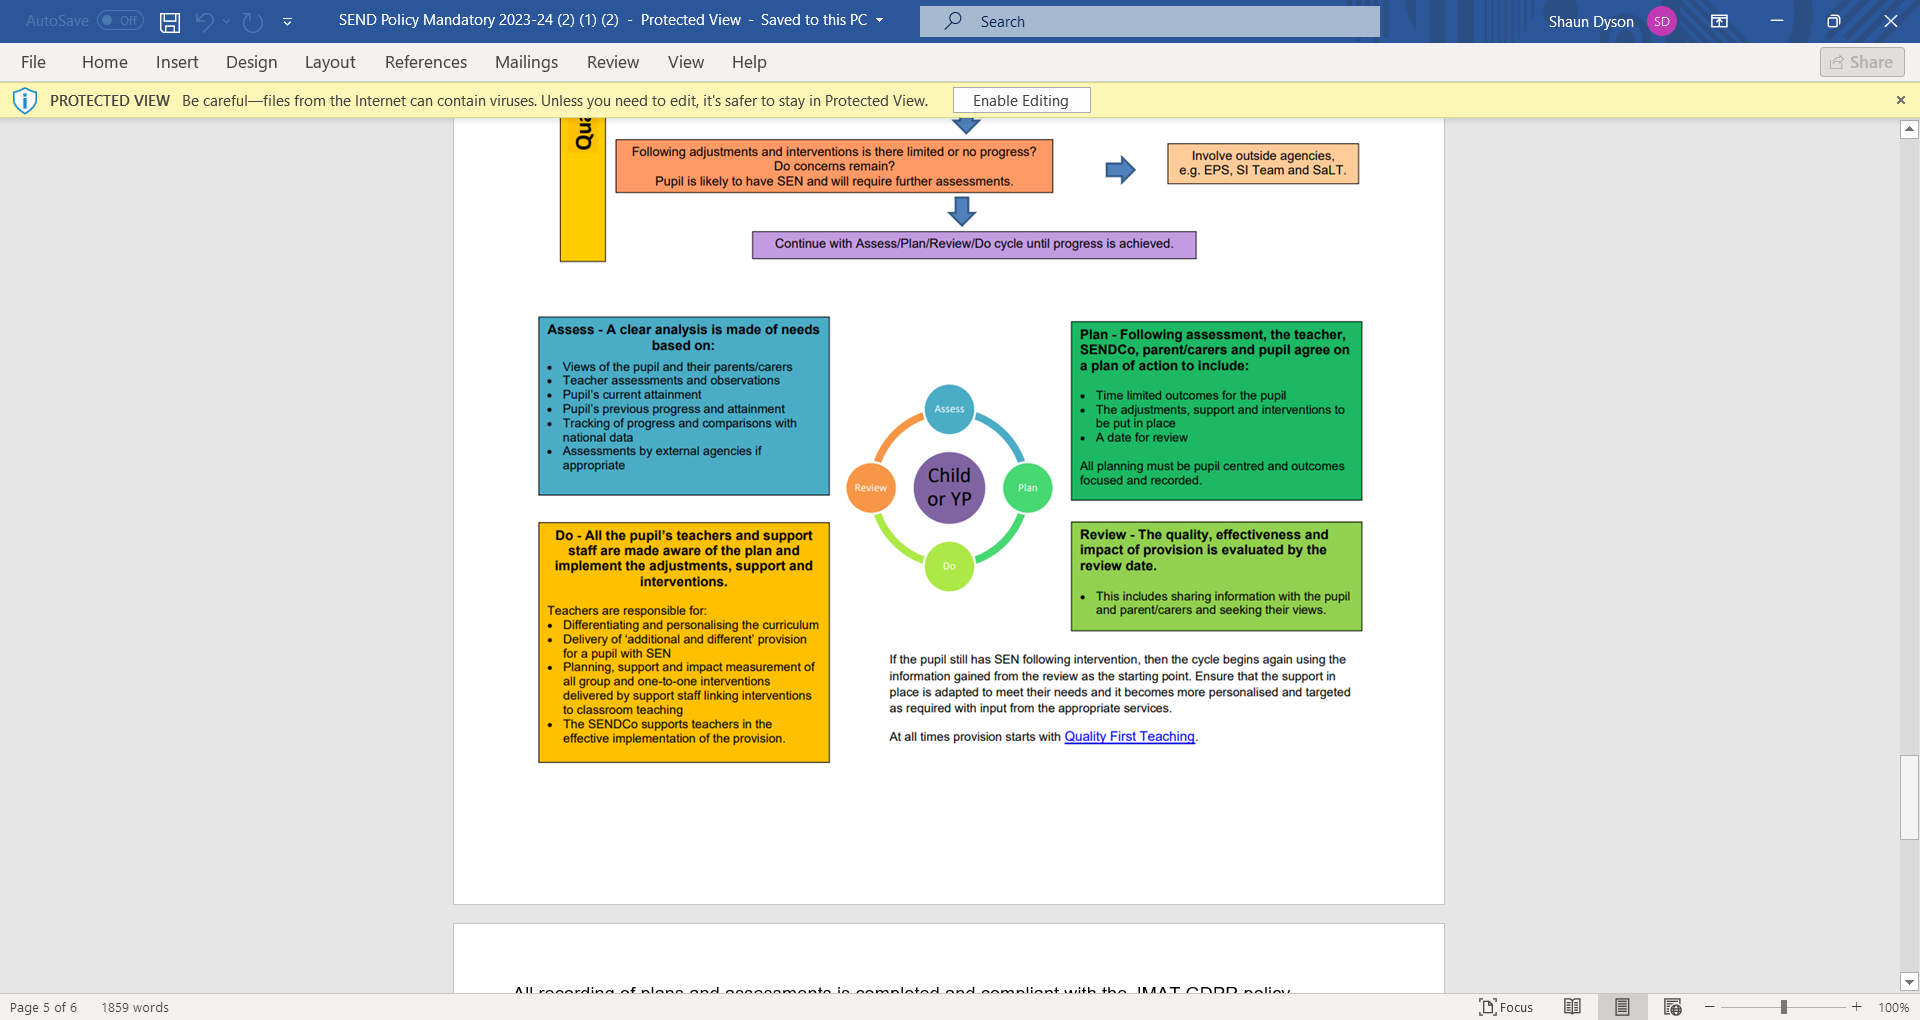 AutoSave Off
SEND Policy Mandatory 2023-24 (2) (1) (2) - Protected View - Saved to this PC
Search
Shaun Dyson SD
File Home Insert Design Layout References Mailings Review View Help
Share
PROTECTED VIEW Be careful—files from the Internet can contain viruses. Unless you need to edit, it's safer to stay in Protected View. Enable Editing
Following adjustments and interventions is there limited or no progress?
Do concerns remain?
Pupil is likely to have SEN and will require further assessments.
Involve outside agencies,
e.g. EPS, SI Team and SaLT.
Continue with Assess/Plan/Review/Do cycle until progress is achieved.
Assess - A clear analysis is made of needs
based on:
• Views of the pupil and their parents/carers
• Teacher assessments and observations
• Pupil's current attainment
• Pupil's previous progress and attainment
• Tracking of progress and comparisons with
national data
• Assessments by external agencies if
appropriate
Assess
Review
Child
or YP
Plan
Do
Plan - Following assessment, the teacher,
SENDCo, parent/carers and pupil agree on
a plan of action to include:
• Time limited outcomes for the pupil
• The adjustments, support and interventions to
be put in place
• A date for review
All planning must be pupil centred and outcomes
focused and recorded.
Do - All the pupil's teachers and support
staff are made aware of the plan and
implement the adjustments, support and
interventions.
Teachers are responsible for:
• Differentiating and personalising the curriculum
• Delivery of 'additional and different' provision
for a pupil with SEN
• Planning, support and impact measurement of
all group and one-to-one interventions
delivered by support staff linking interventions
to classroom teaching
• The SENDCo supports teachers in the
effective implementation of the provision.
Review - The quality, effectiveness and
impact of provision is evaluated by the
review date.
• This includes sharing information with the pupil
and parent/carers and seeking their views.
If the pupil still has SEN following intervention, then the cycle begins again using the
information gained from the review as the starting point. Ensure that the support in
place is adapted to meet their needs and it becomes more personalised and targeted
as required with input from the appropriate services.
At all times provision starts with Quality First Teaching.
All recording of plans and assessments is completed and compliant with the JMAT GDPR policy
Page 5 of 6 1859 words
Focus
100%